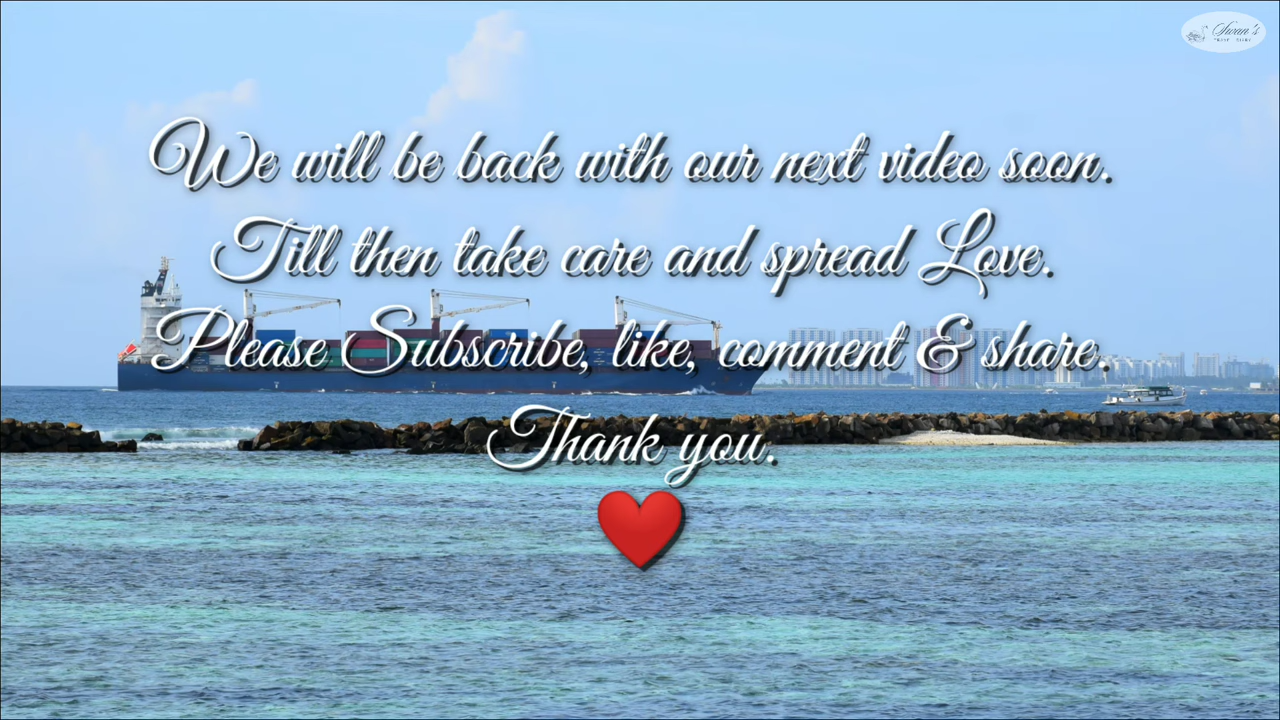 Swan's
We will be back with our next video soon.
Till then take care and spread Love.
Please Subscribe, like, comment & share.
Thank you.